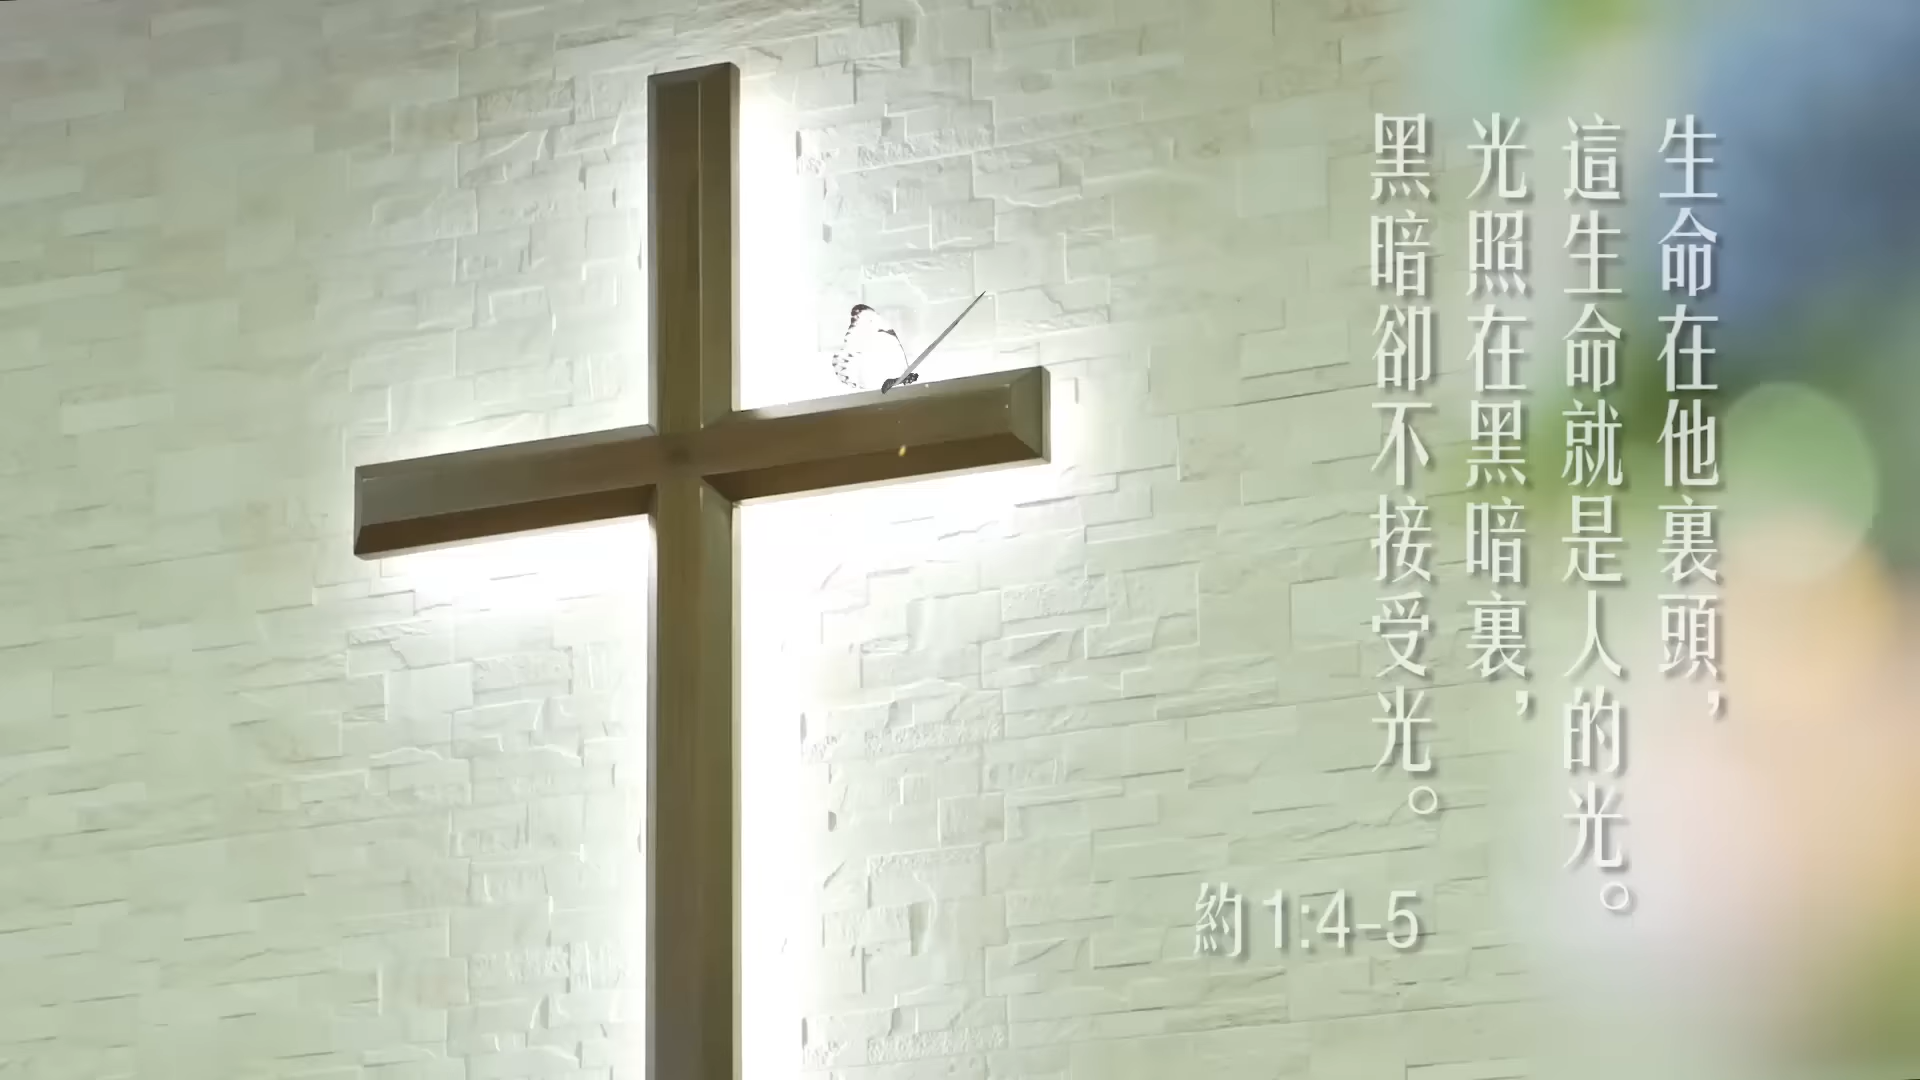 生命在他裏頭，
這生命就是人的光。
光照在黑暗裏，
黑暗卻不接受光。
約 1:4-5